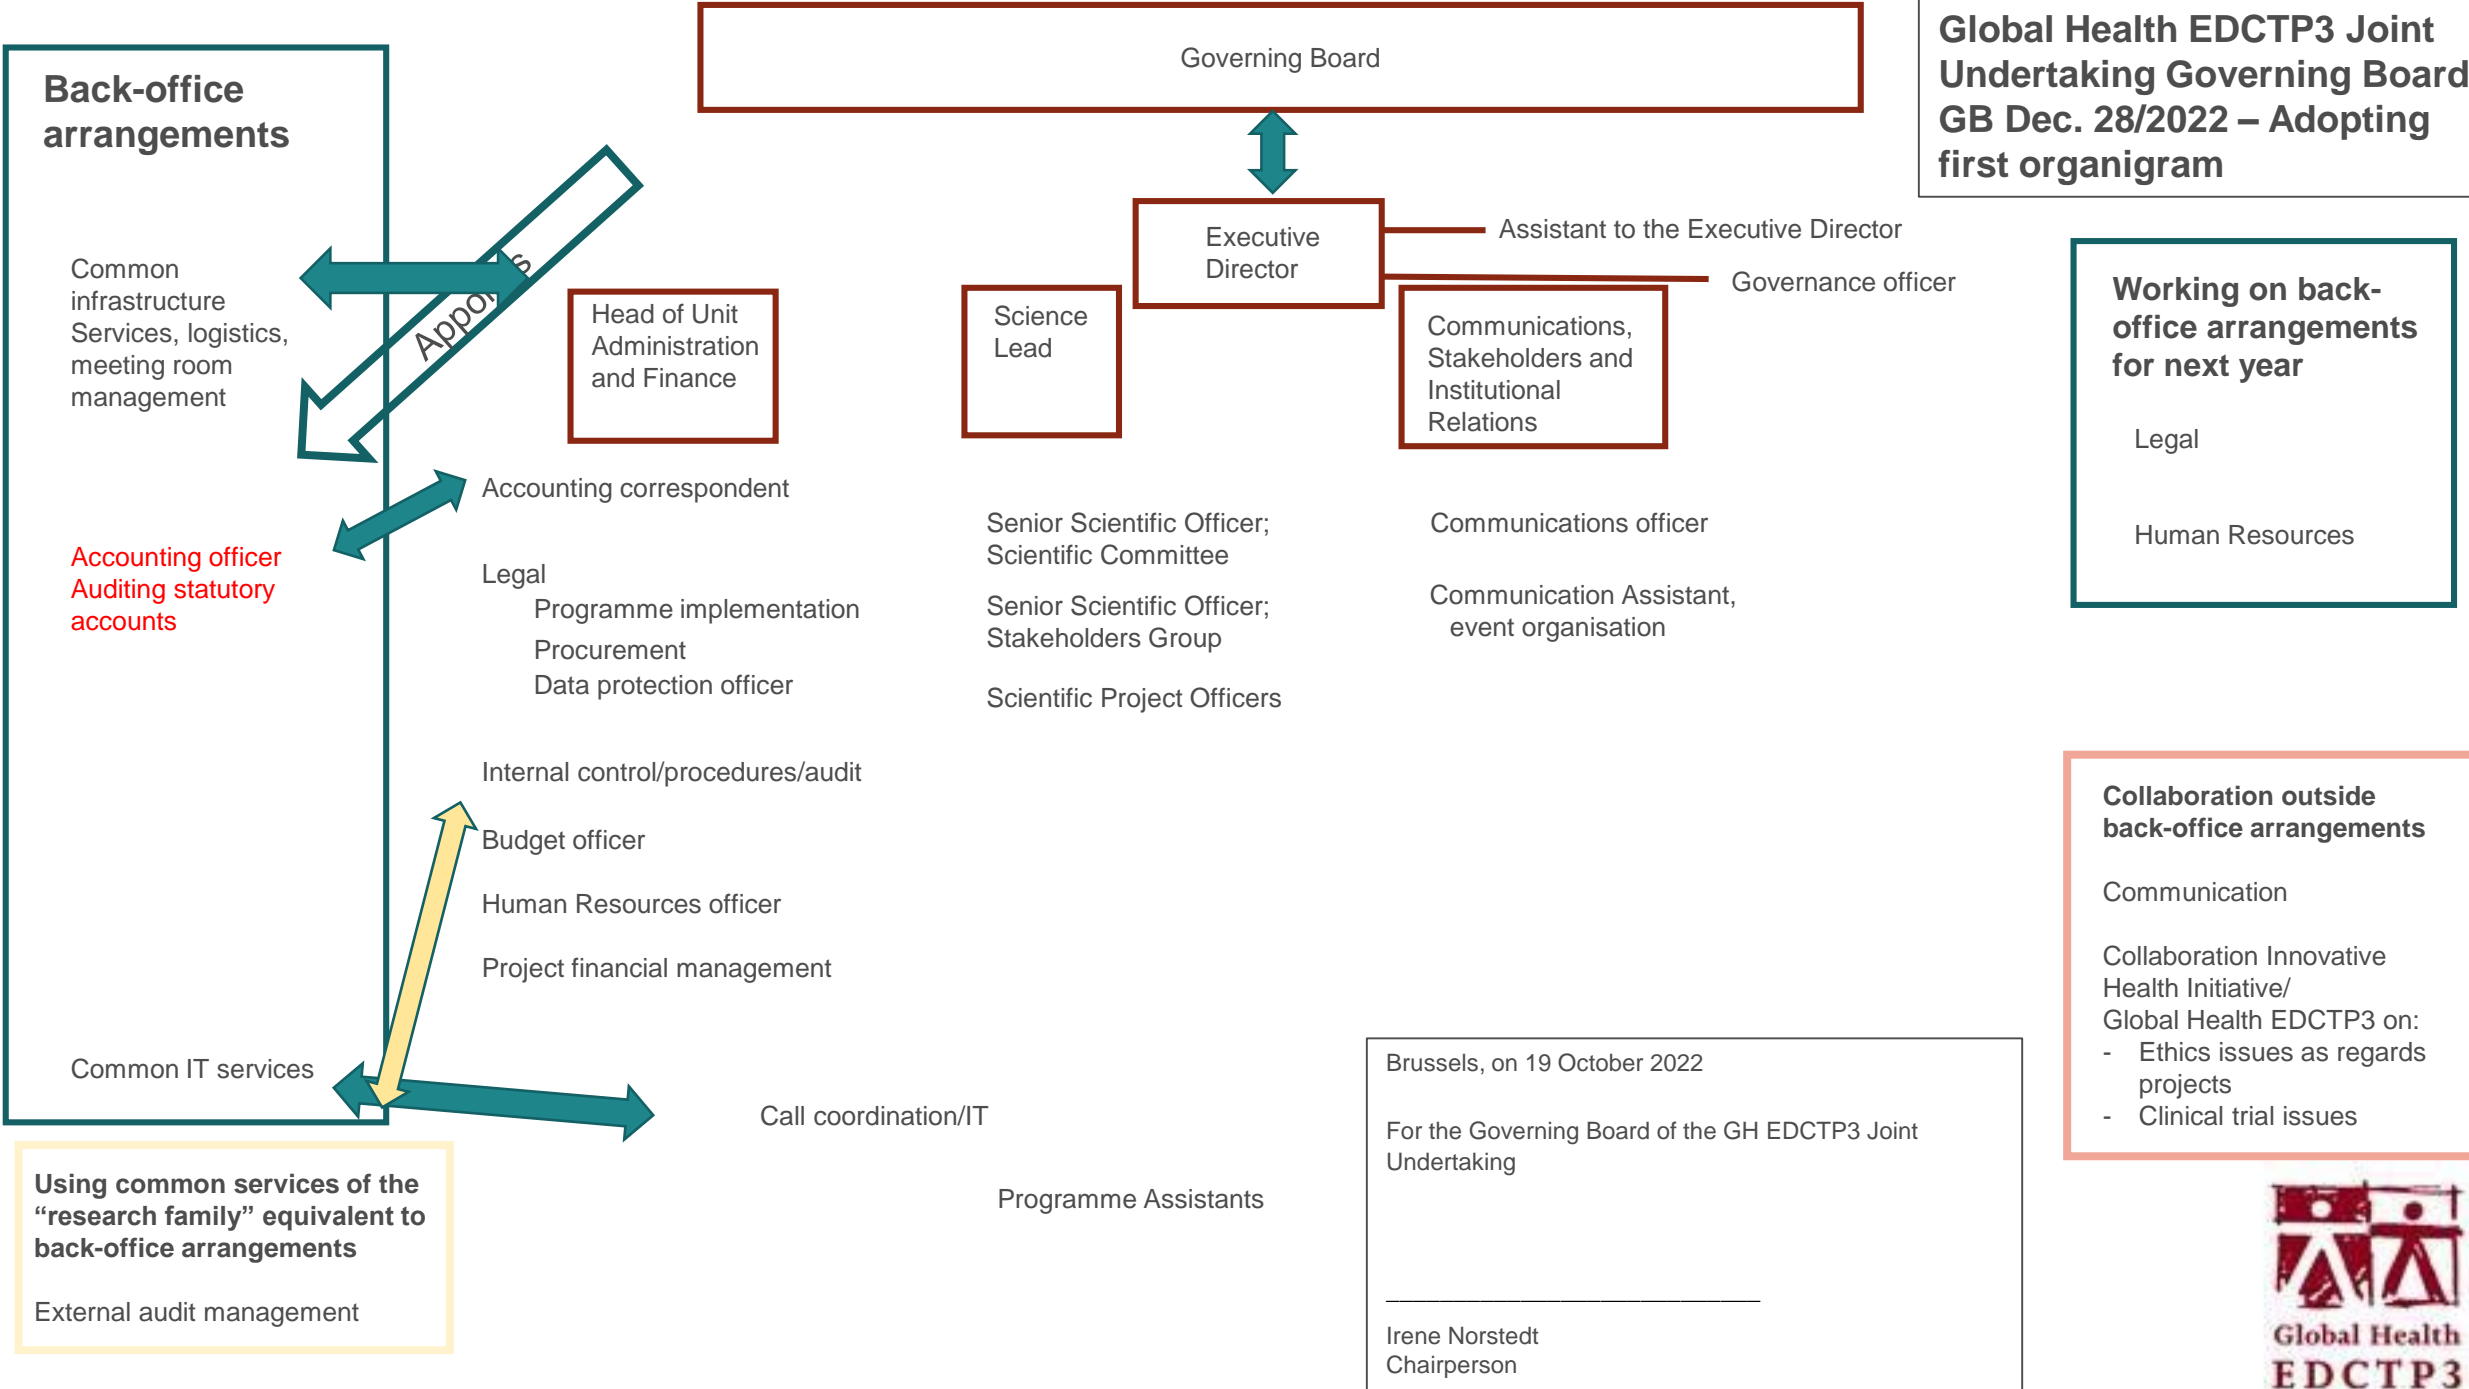 Governing Board
Global Health EDCTP3 Joint
Undertaking Governing Board
GB Dec. 28/2022 – Adopting
first organigram
Back-office
arrangements
Common
infrastructure
Services, logistics,
meeting room
management
Accounting officer
Auditing statutory
accounts
Common IT services
Executive
Director
Assistant to the Executive Director
Governance officer
Head of Unit
Administration
and Finance
Science
Lead
Communications,
Stakeholders and
Institutional
Relations
Accounting correspondent
Legal
Programme implementation
Procurement
Data protection officer
Internal control/procedures/audit
Budget officer
Human Resources officer
Project financial management
Senior Scientific Officer;
Scientific Committee
Senior Scientific Officer;
Stakeholders Group
Scientific Project Officers
Communications officer
Communication Assistant,
event organisation
Working on back-
office arrangements
for next year
Legal
Human Resources
Collaboration outside
back-office arrangements
Communication
Collaboration Innovative
Health Initiative/
Global Health EDCTP3 on:
- Ethics issues as regards
projects
- Clinical trial issues
Call coordination/IT
Programme Assistants
Using common services of the
“research family” equivalent to
back-office arrangements
External audit management
Brussels, on 19 October 2022
For the Governing Board of the GH EDCTP3 Joint
Undertaking
Irene Norstedt
Chairperson
Global Health
EDCTP3